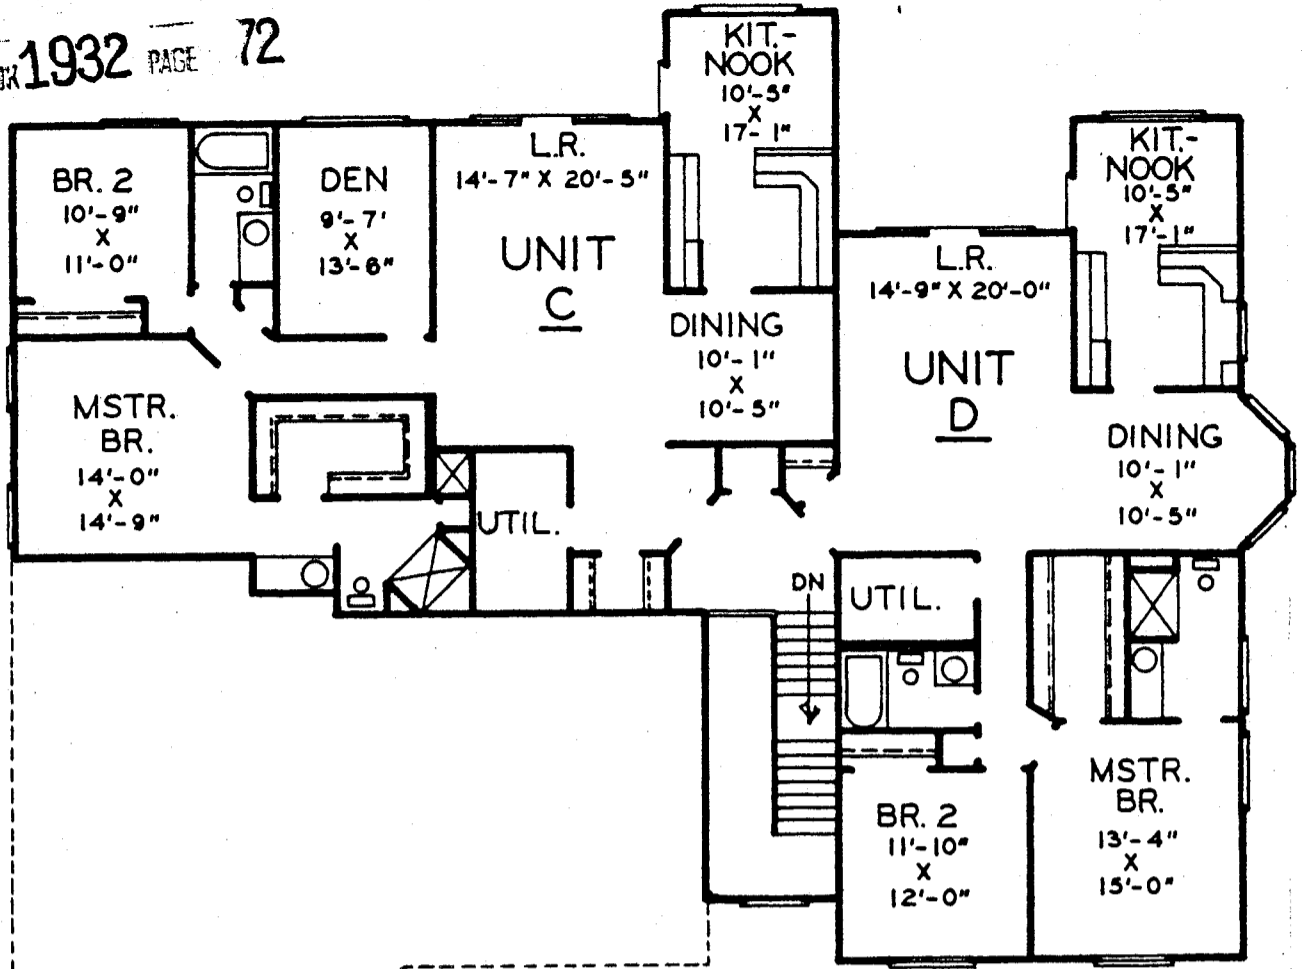 1932 PAGE 72
KIT.-
NOOK
10'-5"
X
17'-1"
BR. 2
10'-9"
X
11'-0"
DEN
9'-7'
X
13'-6"
L.R.
14'-7" X 20'-5"
UNIT
C
DINING
10'-1"
X
10'-5"
MSTR.
BR.
14'-0"
X
14'-9"
UTIL.
KIT.-
NOOK
10'-5"
X
17'-1"
L.R.
14'-9" X 20'-0"
UNIT
D
DINING
10'-1"
X
10'-5"
DN
UTIL.
BR. 2
11'-10"
X
12'-0"
MSTR.
BR.
13'-4"
X
15'-0"